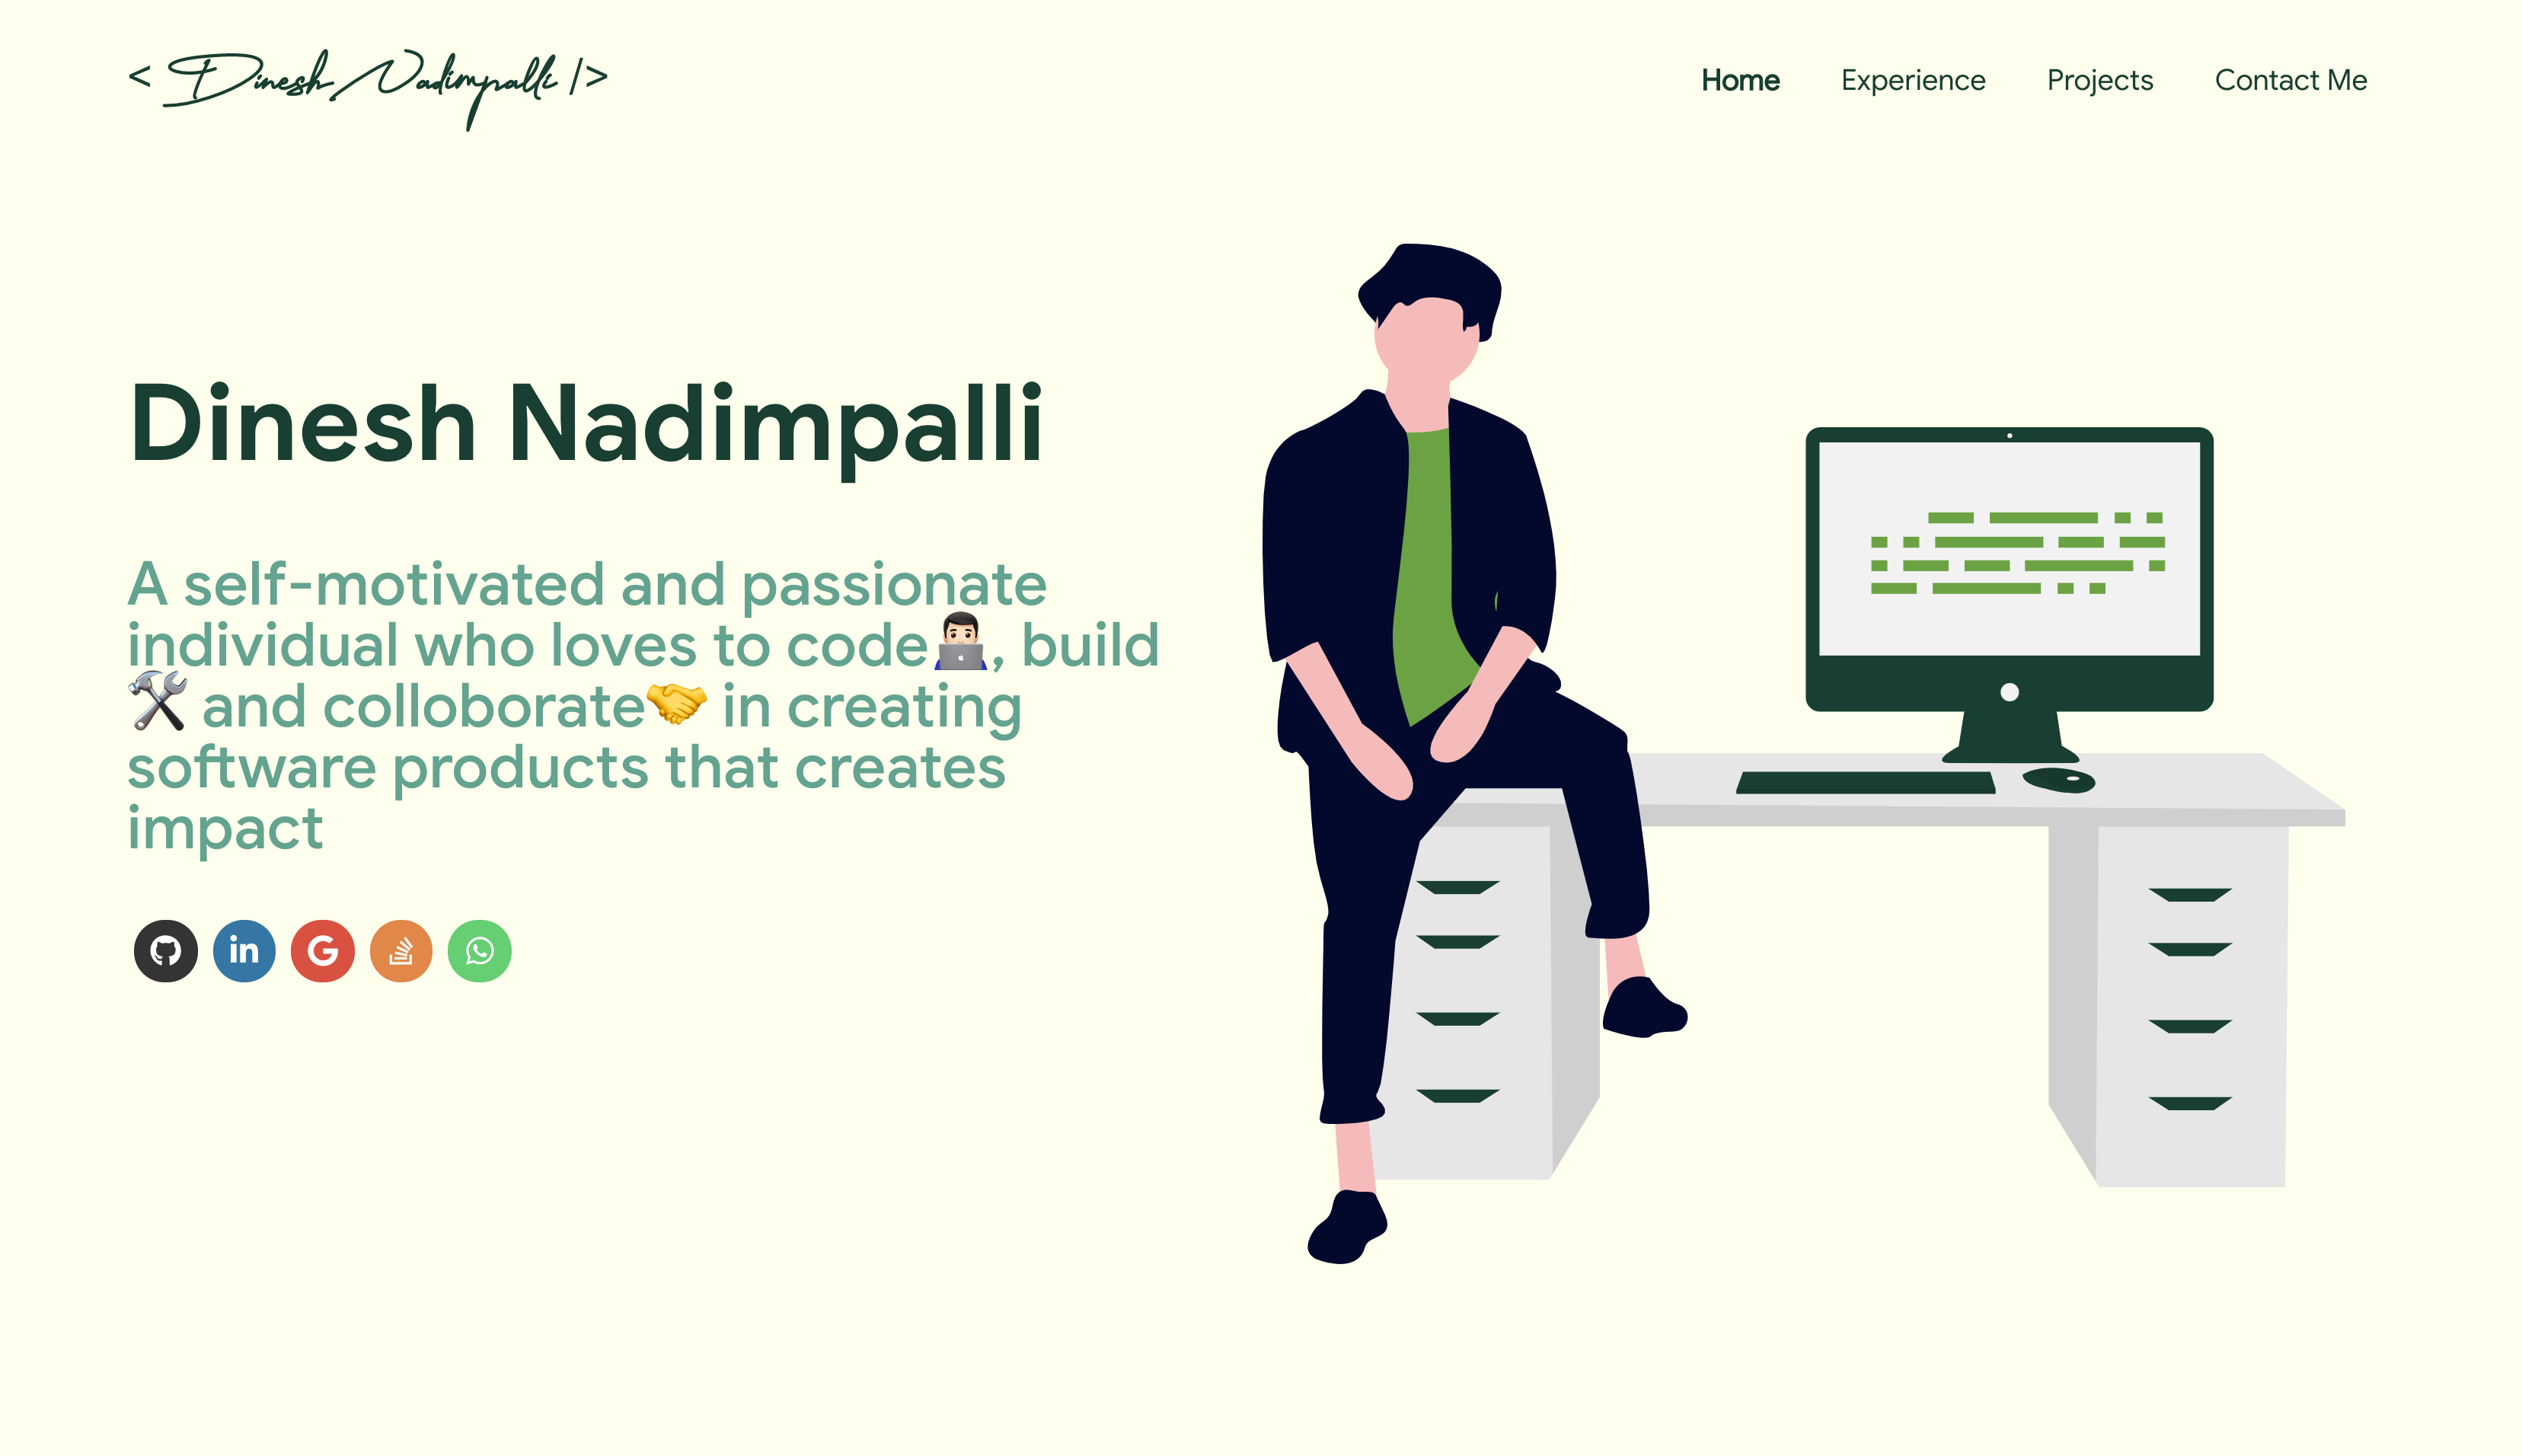 < Dinesh Nadimpalli />
Home Experience Projects Contact Me
Dinesh Nadimpalli
A self-motivated and passionate
individual who loves to code👨🏻‍💻, build
🛠 and colloborate🤝 in creating
software products that creates
impact
in G